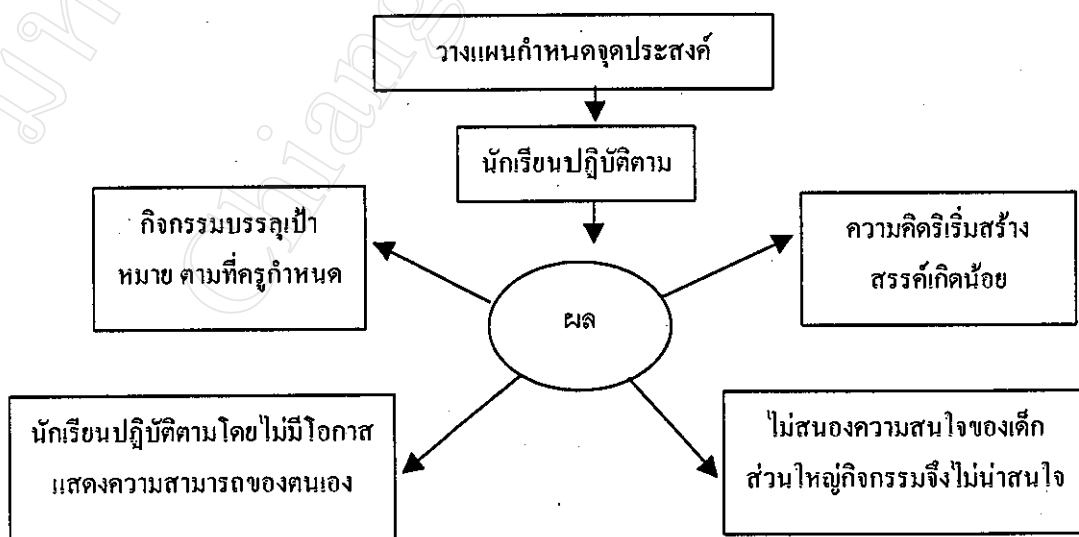 วางแผนกำหนดจุดประสงค์
นักเรียนปฏิบัติตาม
กิจกรรมบรรลุเป้า
หมาย ตามที่ครูกำหนด
ความคิดริเริ่มสร้าง
สรรค์เกิดน้อย
ผล
นักเรียนปฏิบัติตามโดยไม่มีโอกาส
แสดงความสามารถของตนเอง
ไม่สนองความสนใจของเด็ก
ส่วนใหญ่กิจกรรมจึงไม่น่าสนใจ
Chiang